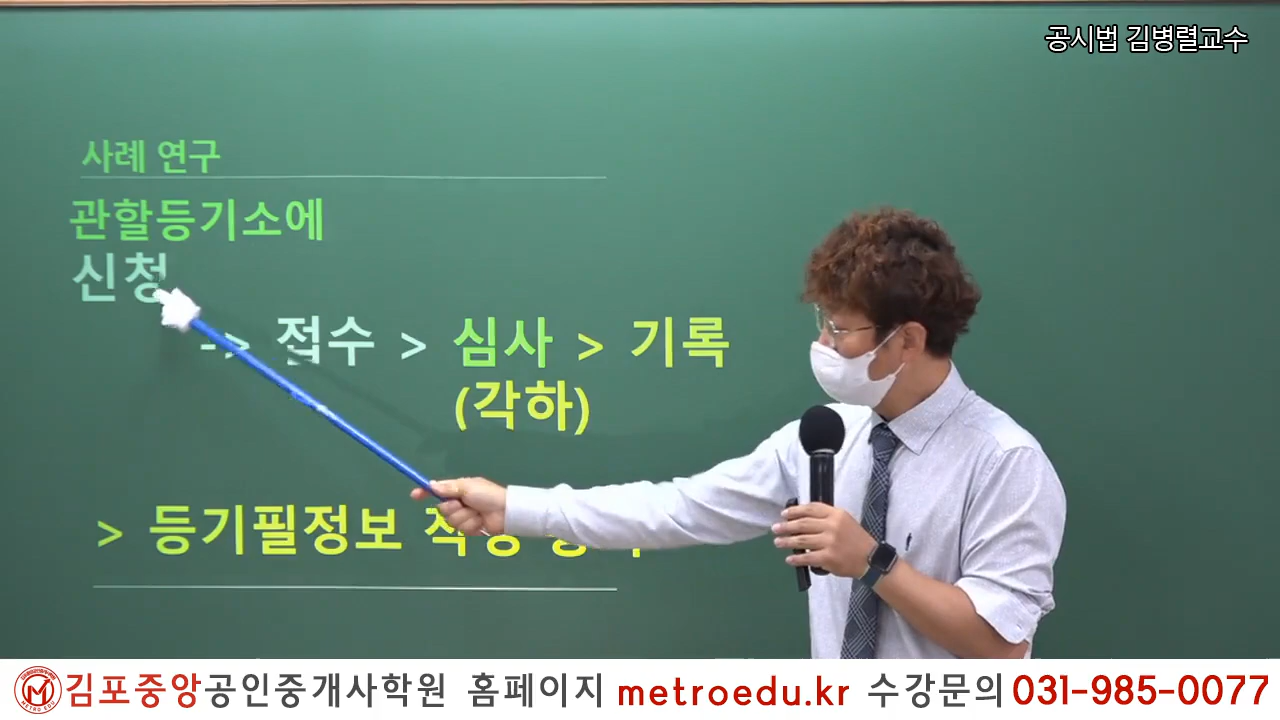 공시법 김병렬교수
사례 연구
관할등기소에
신청
-> 접수 > 심사 > 기록
(각하)
> 등기필정보
METRO EDU 김포중앙공인중개사학원 홈페이지 metroedu.kr 수강문의 031-985-0077